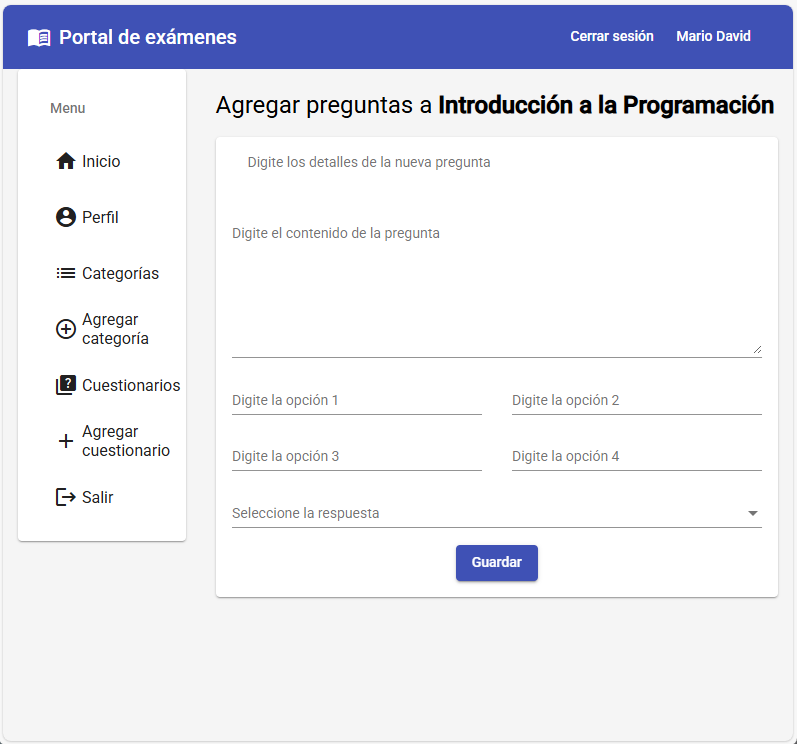 Portal de exámenes
Cerrar sesión
Mario David
Menu
Inicio
Perfil
Categorías
Agregar
categoría
Cuestionarios
Agregar
cuestionario
Salir
Agregar preguntas a Introducción a la Programación
Digite los detalles de la nueva pregunta
Digite el contenido de la pregunta
Digite la opción 1
Digite la opción 2
Digite la opción 3
Digite la opción 4
Seleccione la respuesta
Guardar